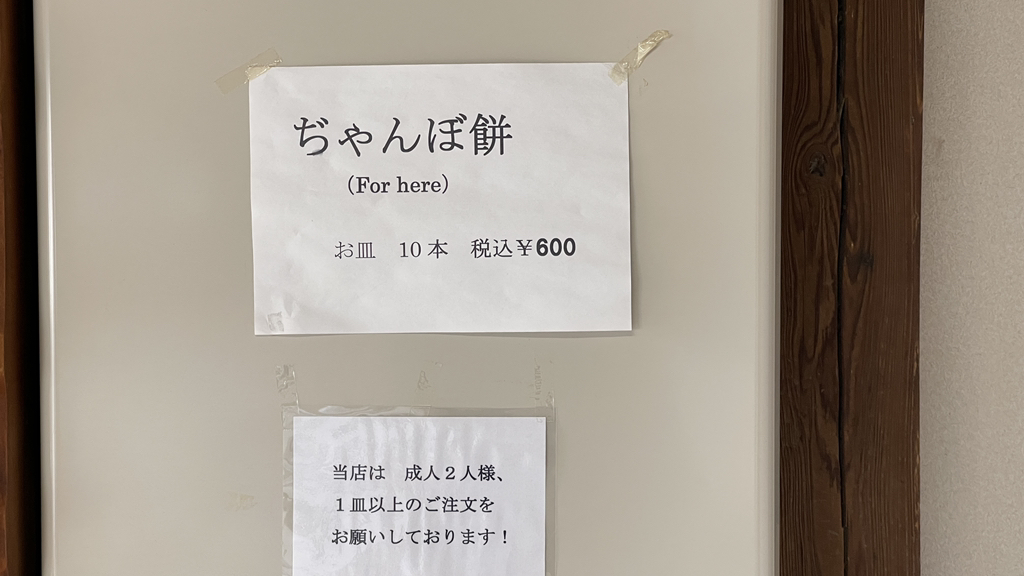 ぢゃんぼ餅
（For here）
お皿　10本　税込￥600
当店は　成人２人様、
１皿以上のご注文を
お願いしております！